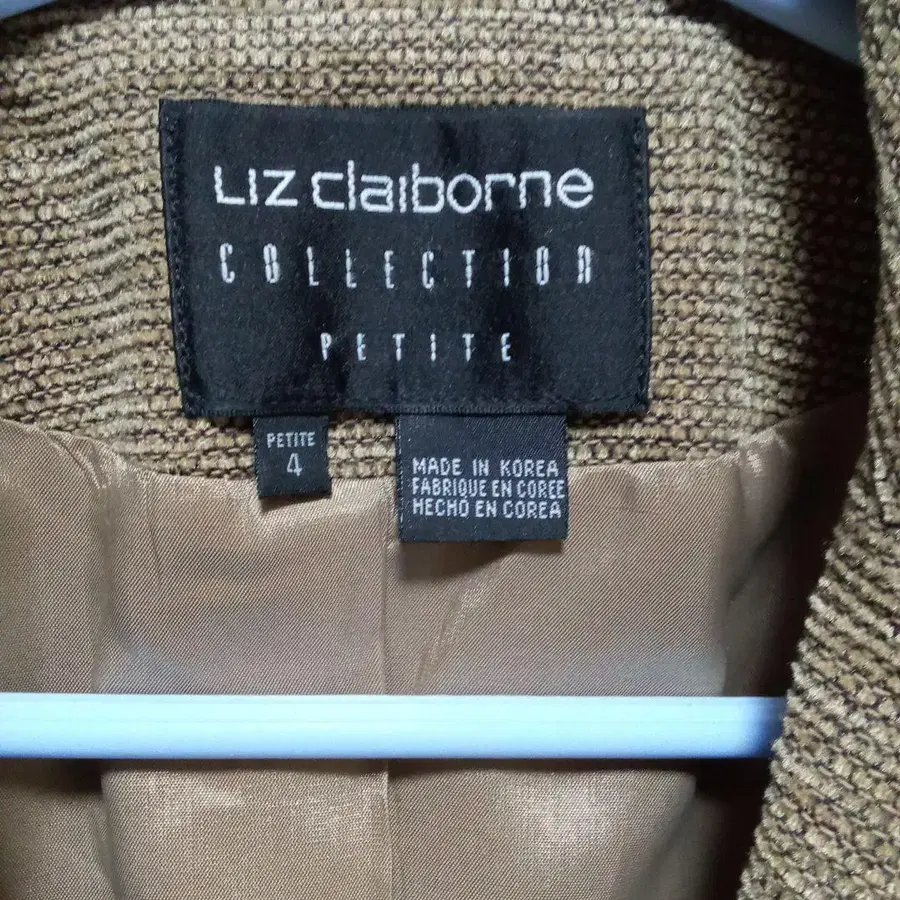 Liz claiborne
COLLECTION
PETITE
PETITE
4
MADE IN KOREA
FABRIQUE EN COREE
HECHO EN COREA